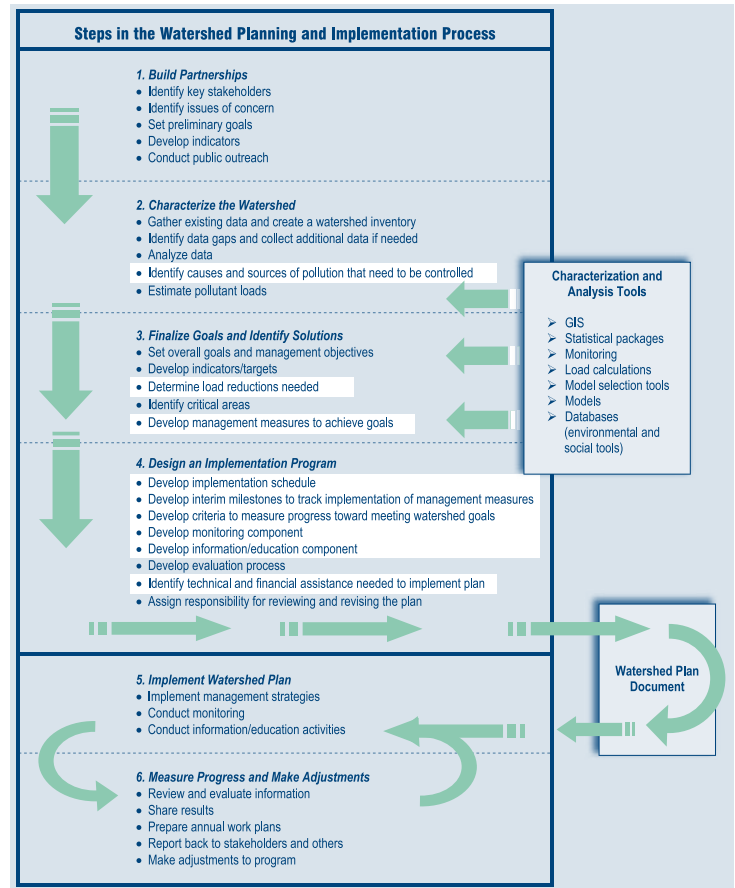 Steps in the Watershed Planning and Implementation Process
1. Build Partnerships
• Identify key stakeholders
• Identify issues of concern
• Set preliminary goals
• Develop indicators
• Conduct public outreach
2. Characterize the Watershed
• Gather existing data and create a watershed inventory
• Identify data gaps and collect additional data if needed
• Analyze data
• Identify causes and sources of pollution that need to be controlled
• Estimate pollutant loads
Characterization and
Analysis Tools
➢ GIS
➢ Statistical packages
➢ Monitoring
➢ Load calculations
➢ Model selection tools
➢ Models
➢ Databases
(environmental and
social tools)
3. Finalize Goals and Identify Solutions
• Set overall goals and management objectives
• Develop indicators/targets
• Determine load reductions needed
• Identify critical areas
• Develop management measures to achieve goals
4. Design an Implementation Program
• Develop implementation schedule
• Develop interim milestones to track implementation of management measures
• Develop criteria to measure progress toward meeting watershed goals
• Develop monitoring component
• Develop information/education component
• Develop evaluation process
• Identify technical and financial assistance needed to implement plan
• Assign responsibility for reviewing and revising the plan
Watershed Plan
Document
5. Implement Watershed Plan
• Implement management strategies
• Conduct monitoring
• Conduct information/education activities
6. Measure Progress and Make Adjustments
• Review and evaluate information
• Share results
• Prepare annual work plans
• Report back to stakeholders and others
• Make adjustments to program